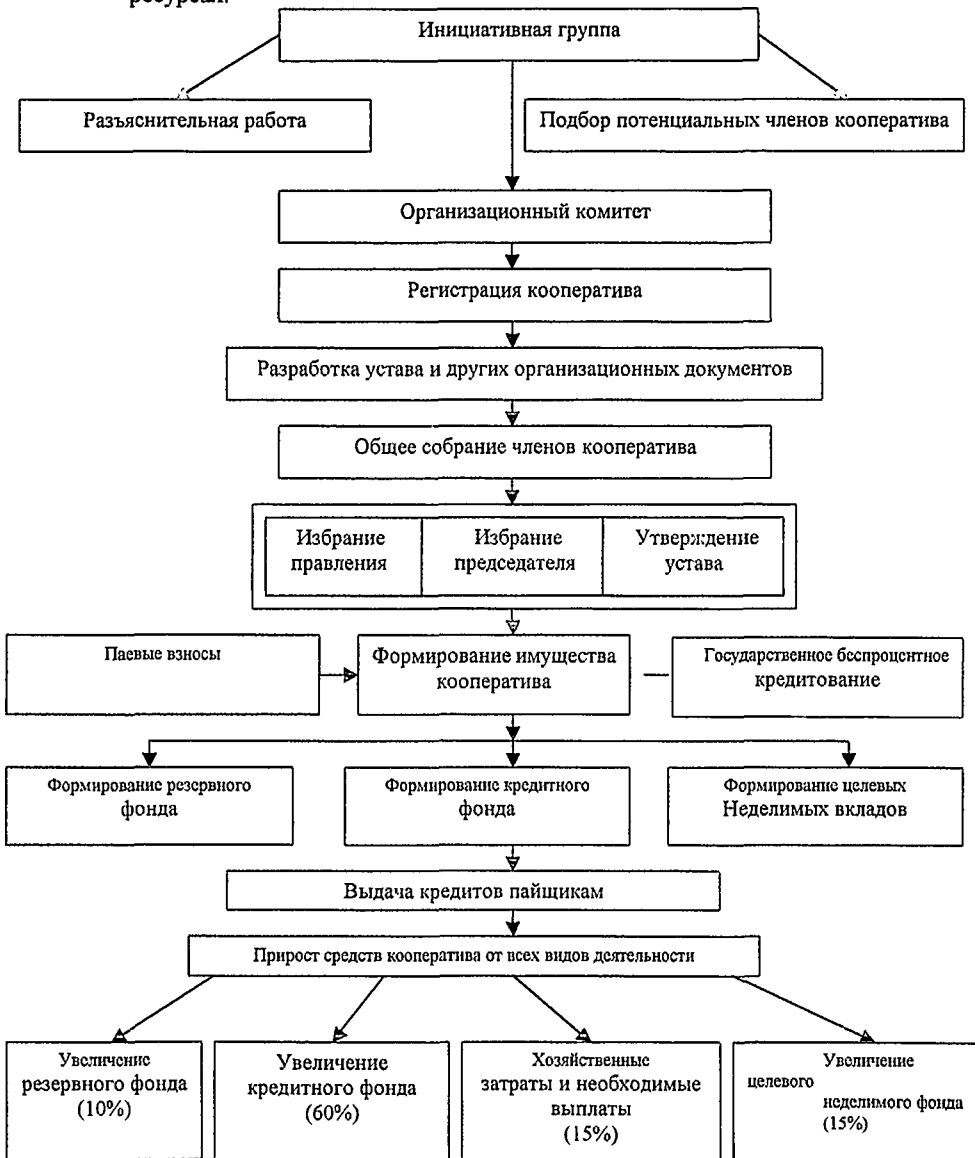 ресурсам.
Инициативная группа
Разъяснительная работа
Подбор потенциальных членов кооператива
Организационный комитет
Регистрация кооператива
Разработка устава и других организационных документов
Общее собрание членов кооператива
Избрание
правления
Избрание
председателя
Утверждение
устава
Паевые взносы
Формирование имущества
кооператива
Государственное беспроцентное
кредитование
Формирование резервного
фонда
Формирование кредитного
фонда
Формирование целевых
Неделимых вкладов
Выдача кредитов пайщикам
Прирост средств кооператива от всех видов деятельности
Увеличение
резервного фонда
(10%)
Увеличение
кредитного фонда
(60%)
Хозяйственные
затраты и необходимые
выплаты
(15%)
Увеличение
целевого
неделимого фонда
(15%)